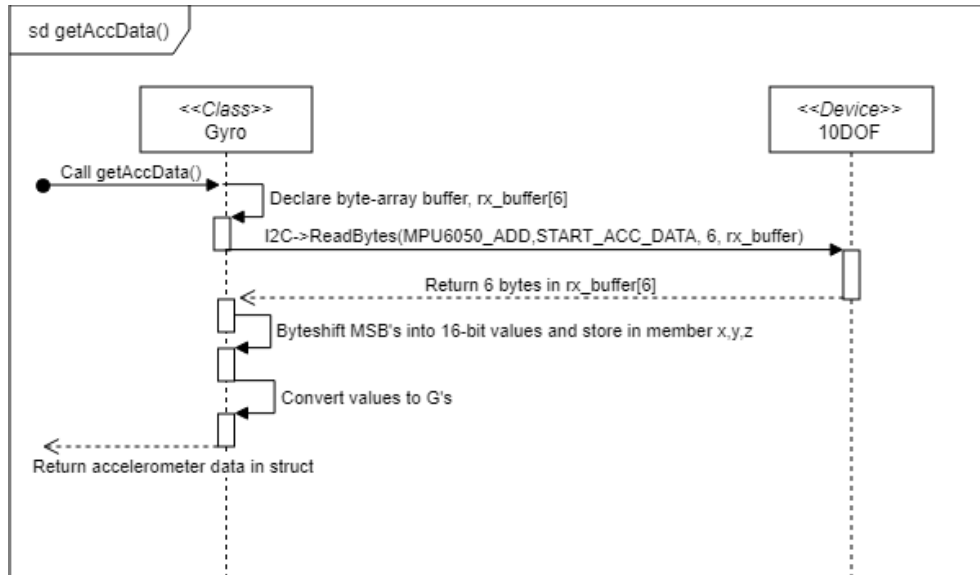 sd getAccData()
<<Class>>
Gyro
<<Device>>
10DOF
Call getAccData()
Declare byte-array buffer, rx_buffer[6]
I2C->ReadBytes(MPU6050_ADD,START_ACC_DATA, 6, rx_buffer)
Return 6 bytes in rx_buffer[6]
Byteshift MSB's into 16-bit values and store in member x,y,z
Convert values to G's
Return accelerometer data in struct